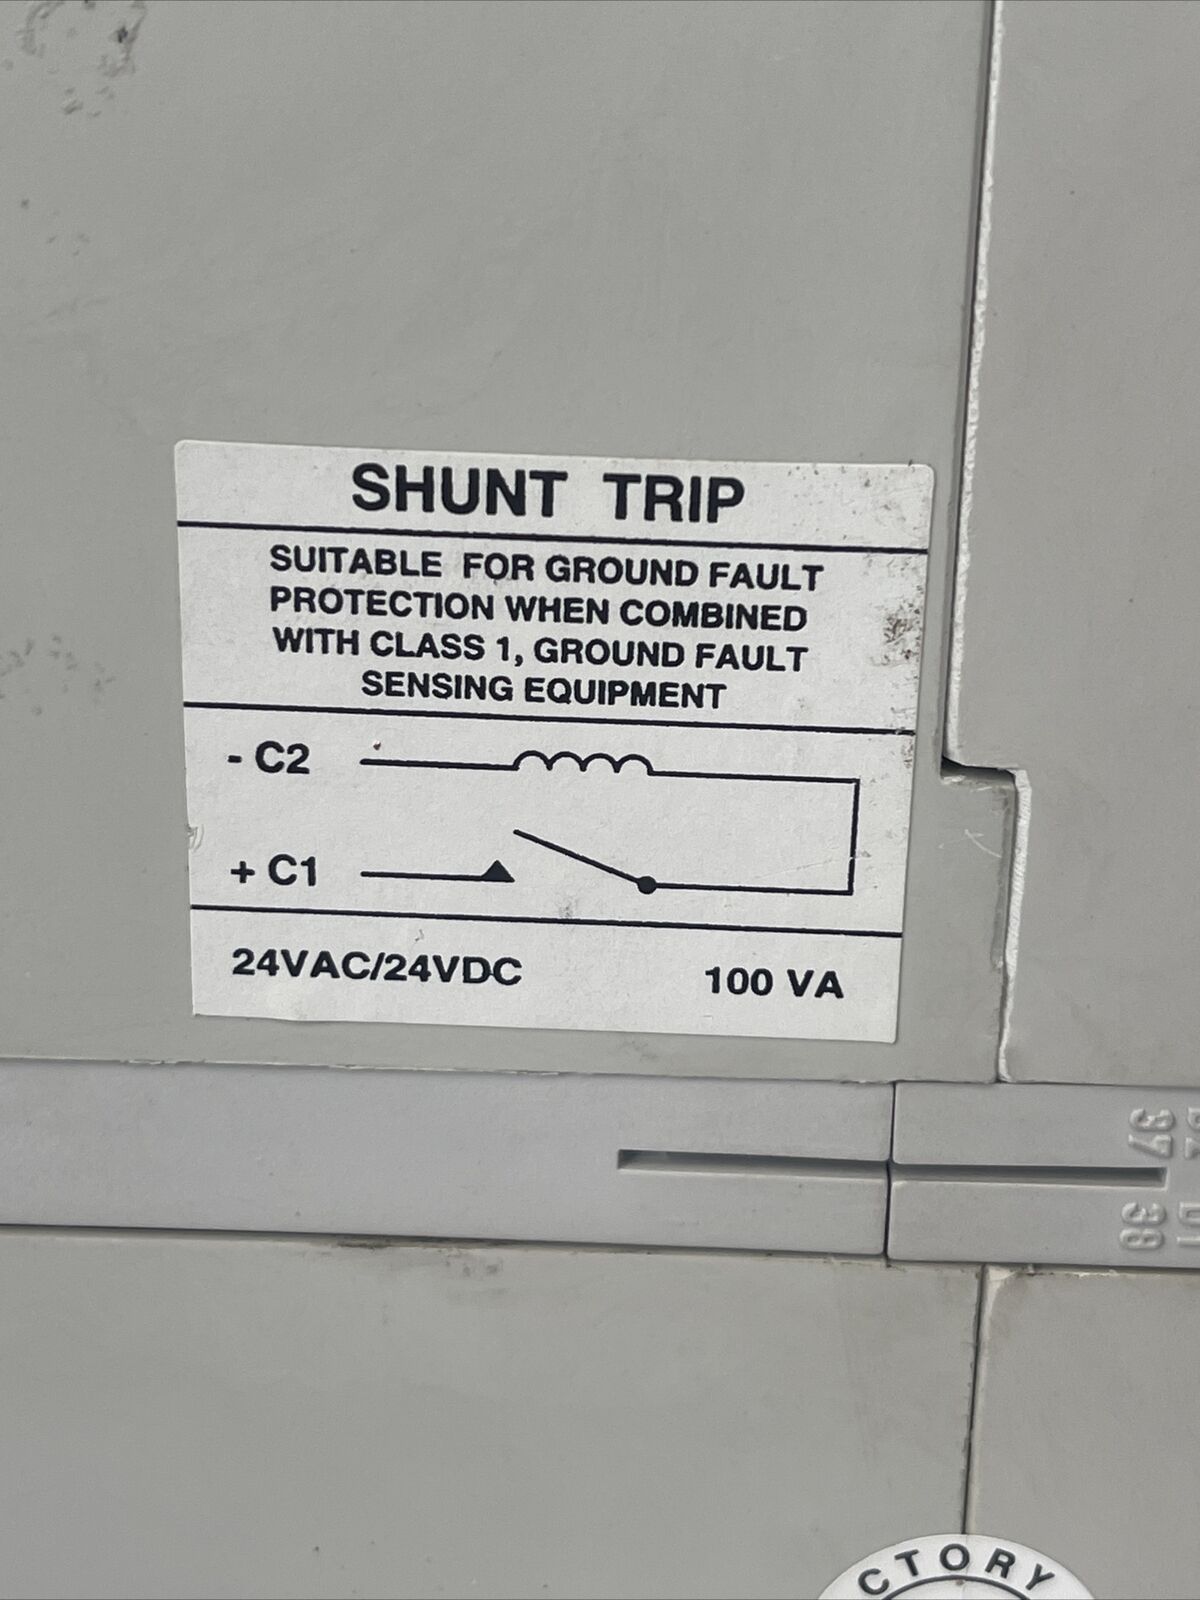 SHUNT TRIP
SUITABLE FOR GROUND FAULT
PROTECTION WHEN COMBINED
WITH CLASS 1, GROUND FAULT
SENSING EQUIPMENT
- C2
+ C1
24VAC/24VDC 100 VA
37
38
D1
CTORY